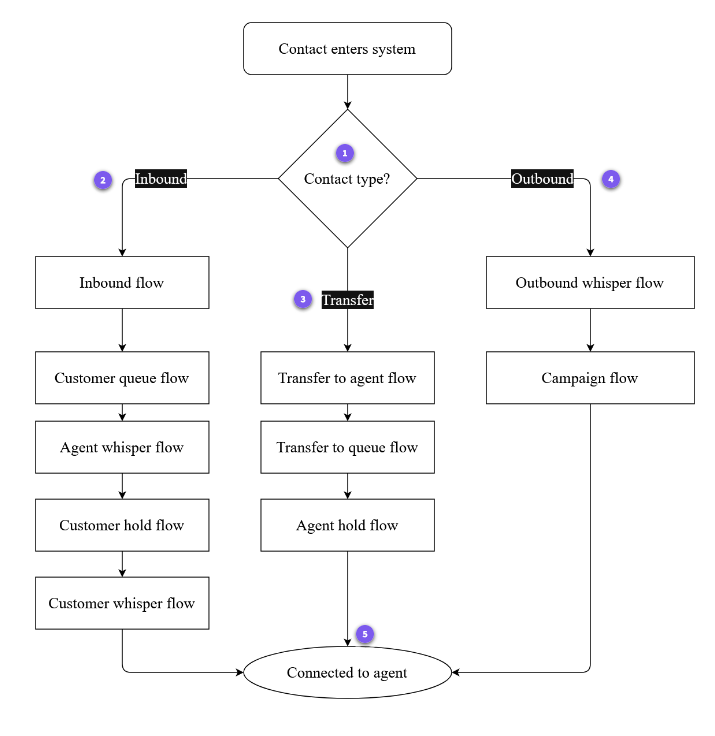 Contact enters system
1
Contact type?
2
Inbound
Outbound
4
Inbound flow
Outbound whisper flow
3
Transfer
Customer queue flow
Transfer to agent flow
Campaign flow
Agent whisper flow
Transfer to queue flow
Customer hold flow
Agent hold flow
Customer whisper flow
5
Connected to agent